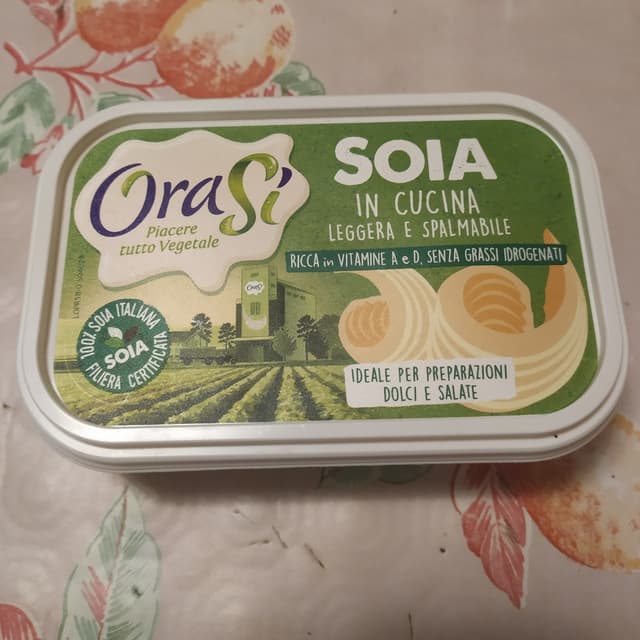 OraSì
Piacere
tutto Vegetale
SOIA
IN CUCINA
LEGGERA E SPALMABILE
RICCA in VITAMINE A e D, SENZA GRASSI IDROGENATI
OraSì
100% SOIA ITALIANA
SOIA
FILIERA CERTIFICATA
IDEALE PER PREPARAZIONI
DOLCI E SALATE